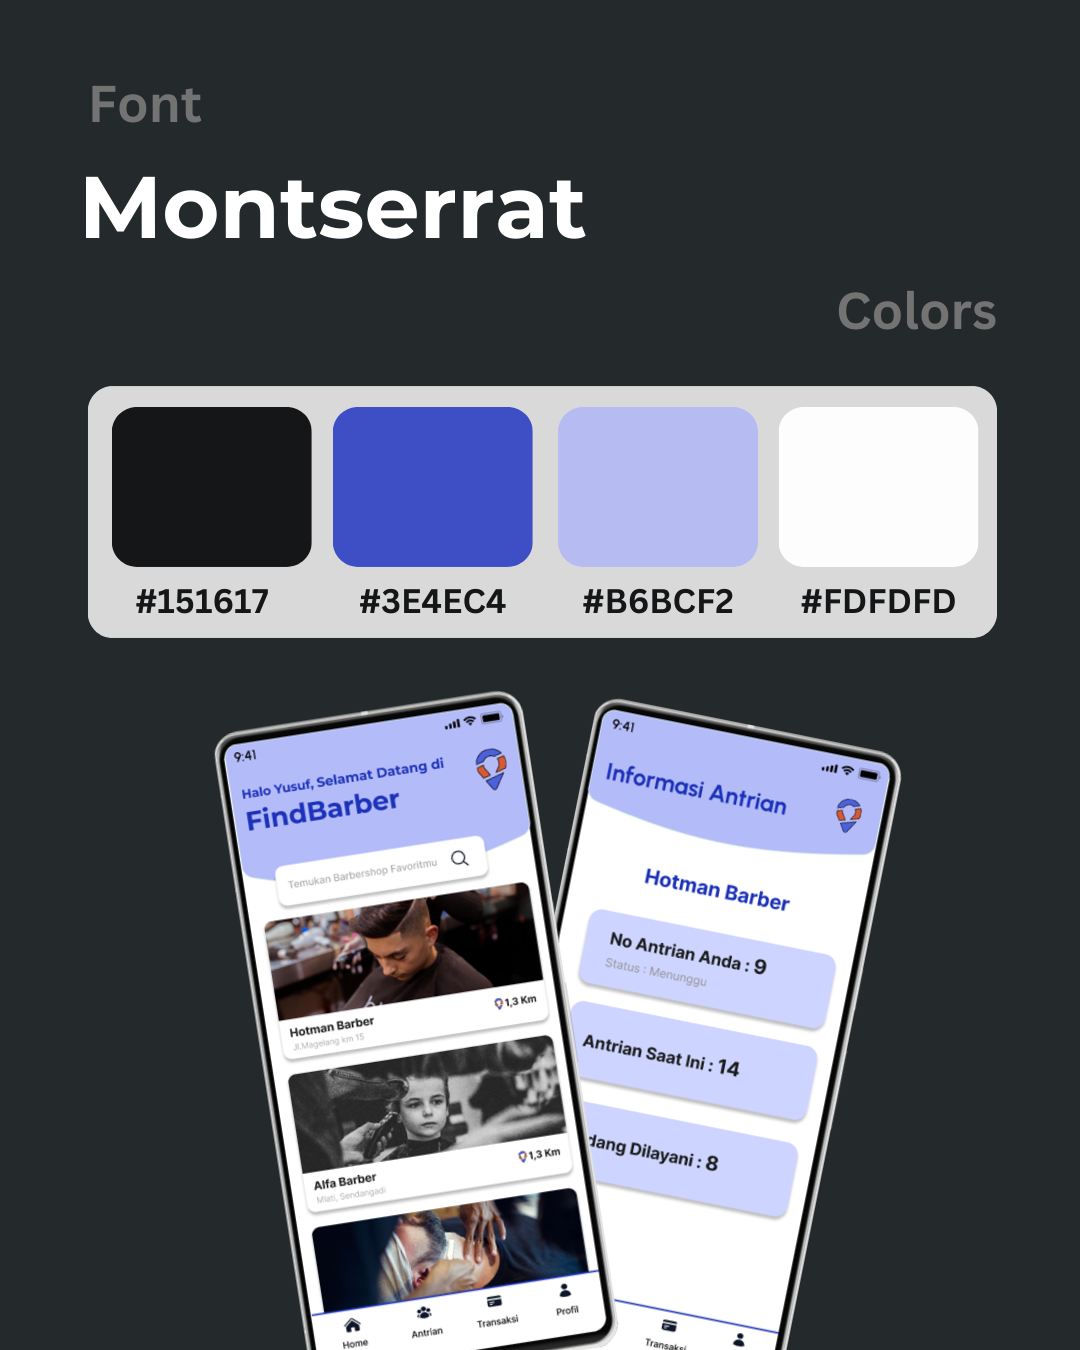 Font
Montserrat
Colors
#151617
#3E4EC4
#B6BCF2
#FDFDFD
9:41
Halo Yusuf, Selamat Datang di
FindBarber
Temukan Barbershop Favoritmu
Hotman Barber
Jl.Magelang km 15
1,3 Km
Alfa Barber
Mlati, Sendangadi
1,3 Km
Home
Antrian
Transaksi
Profil
9:41
Informasi Antrian
Hotman Barber
No Antrian Anda : 9
Status : Menunggu
Antrian Saat Ini : 14
dang Dilayani : 8
Transaksi